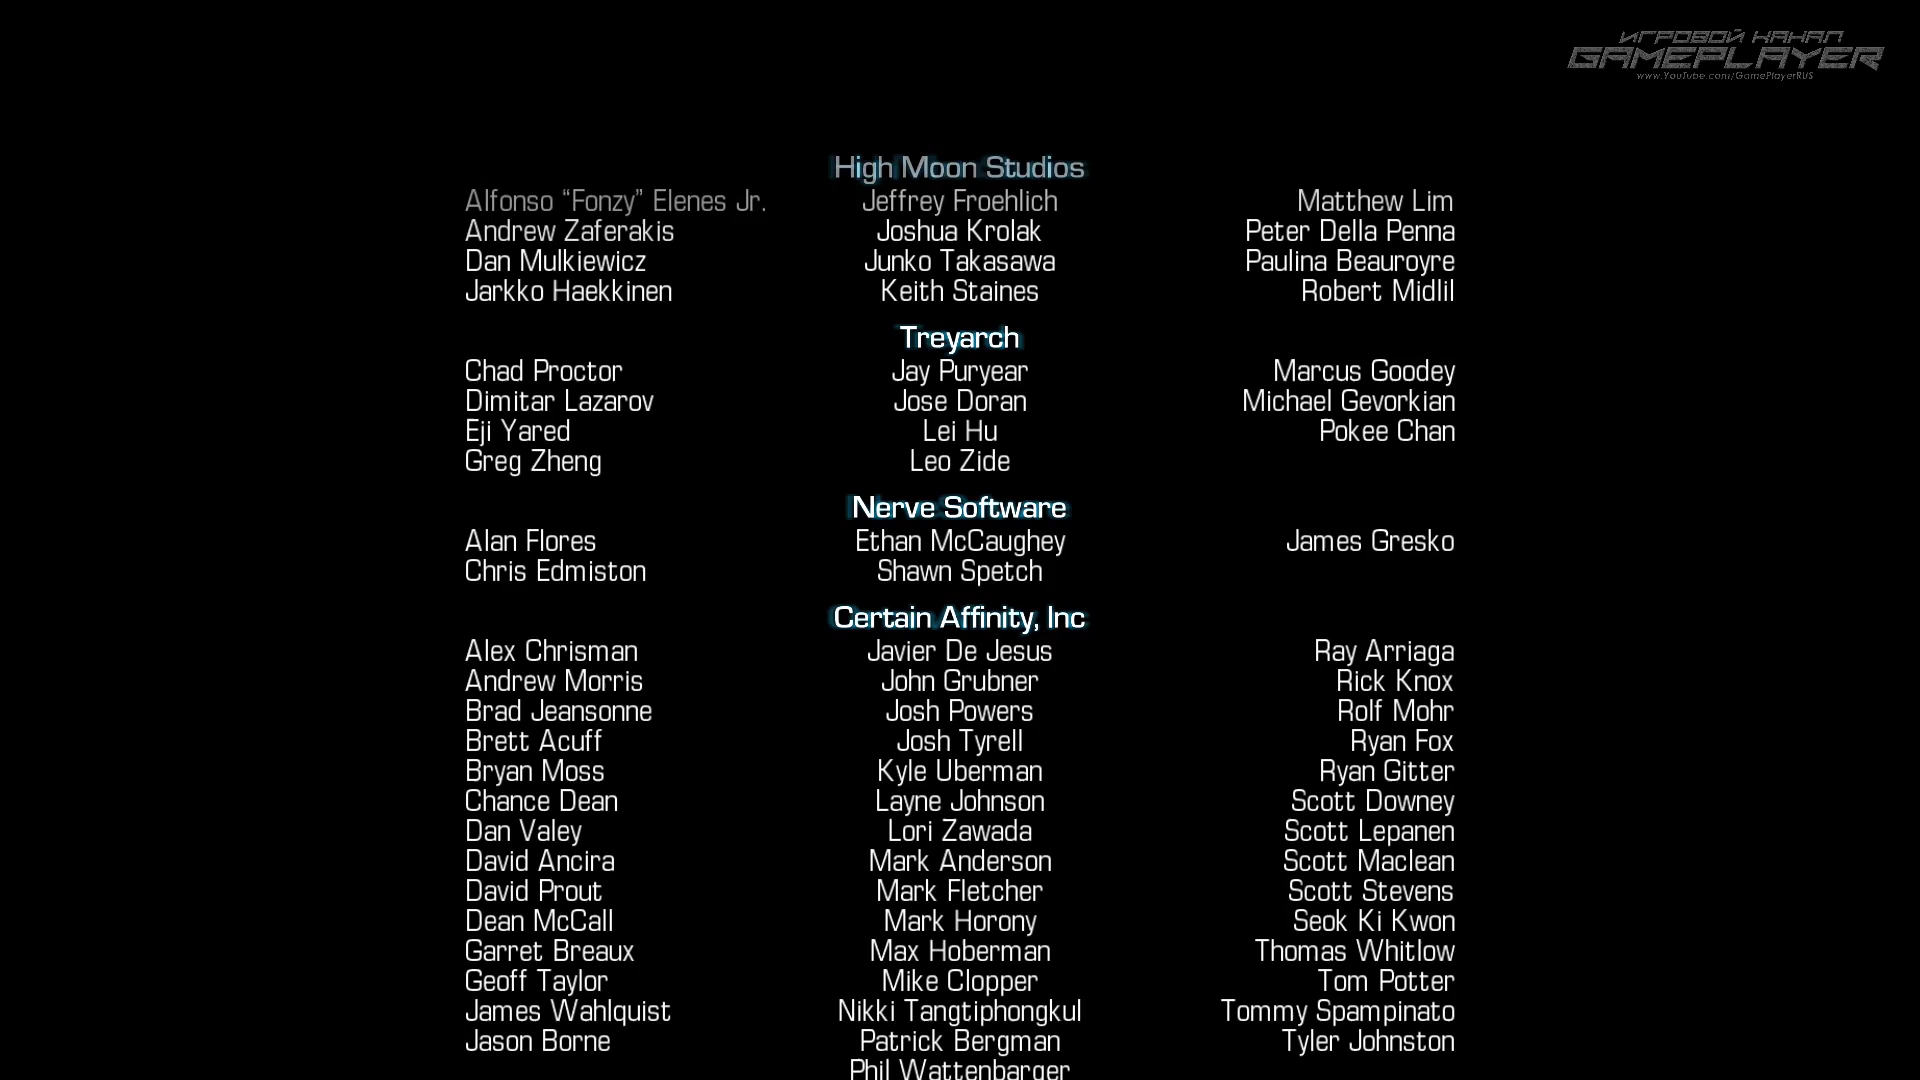 ИГРОВОЙ КАНАЛ
GAMEPLAYER
www.YouTube.com/GamePlayerRUS
High Moon Studios
Alfonso “Fonzy” Elenes Jr. Jeffrey Froehlich Matthew Lim
Andrew Zaferakis Joshua Krolak Peter Della Penna
Dan Mulkiewicz Junko Takasawa Paulina Beauroyre
Jarkko Haekkinen Keith Staines Robert Midlil
Treyarch
Chad Proctor Jay Puryear Marcus Goodey
Dimitar Lazarov Jose Doran Michael Gevorkian
Eji Yared Lei Hu Pokee Chan
Greg Zheng Leo Zide
Nerve Software
Alan Flores Ethan McCaughey James Gresko
Chris Edmiston Shawn Spetch
Certain Affinity, Inc
Alex Chrisman Javier De Jesus Ray Arriaga
Andrew Morris John Grubner Rick Knox
Brad Jeansonne Josh Powers Rolf Mohr
Brett Acuff Josh Tyrell Ryan Fox
Bryan Moss Kyle Uberman Ryan Gitter
Chance Dean Layne Johnson Scott Downey
Dan Valey Lori Zawada Scott Lepanen
David Ancira Mark Anderson Scott Maclean
David Prout Mark Fletcher Scott Stevens
Dean McCall Mark Horony Seok Ki Kwon
Garret Breaux Max Hoberman Thomas Whitlow
Geoff Taylor Mike Clopper Tom Potter
James Wahlquist Nikki Tangtiphongkul Tommy Spampinato
Jason Borne Patrick Bergman Tyler Johnston
Phil Wattenbarger